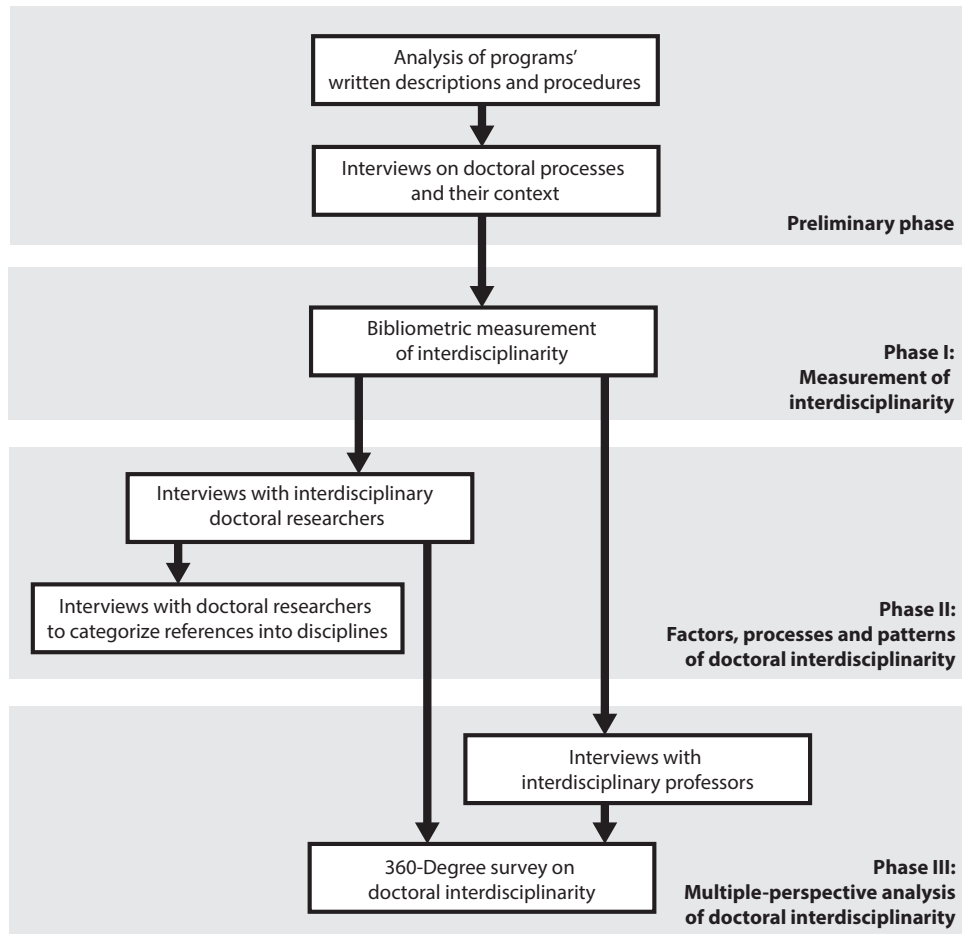 Analysis of programs'
written descriptions and procedures
Interviews on doctoral processes
and their context
Preliminary phase
Bibliometric measurement
of interdisciplinarity
Phase I:
Measurement of
interdisciplinarity
Interviews with interdisciplinary
doctoral researchers
Interviews with doctoral researchers
to categorize references into disciplines
Phase II:
Factors, processes and patterns
of doctoral interdisciplinarity
Interviews with
interdisciplinary professors
360-Degree survey on
doctoral interdisciplinarity
Phase III:
Multiple-perspective analysis
of doctoral interdisciplinarity